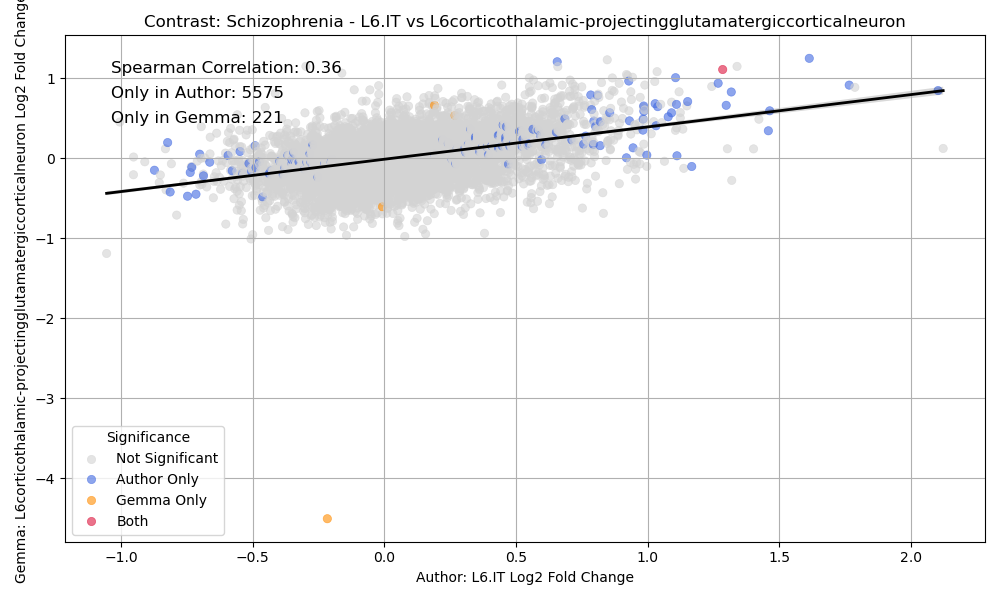 Contrast: Schizophrenia - L6.IT vs L6corticothalamic-projectingglutamatergiccorticalneuron
Gemma: L6corticothalamic-projectingglutamatergiccorticalneuron Log2 Fold Change
Spearman Correlation: 0.36
Only in Author: 5575
Only in Gemma: 221
1
0
−1
−2
−3
−4
Significance
Not Significant
Author Only
Gemma Only
Both
−1.0
−0.5
0.0
0.5
1.0
1.5
2.0
Author: L6.IT Log2 Fold Change